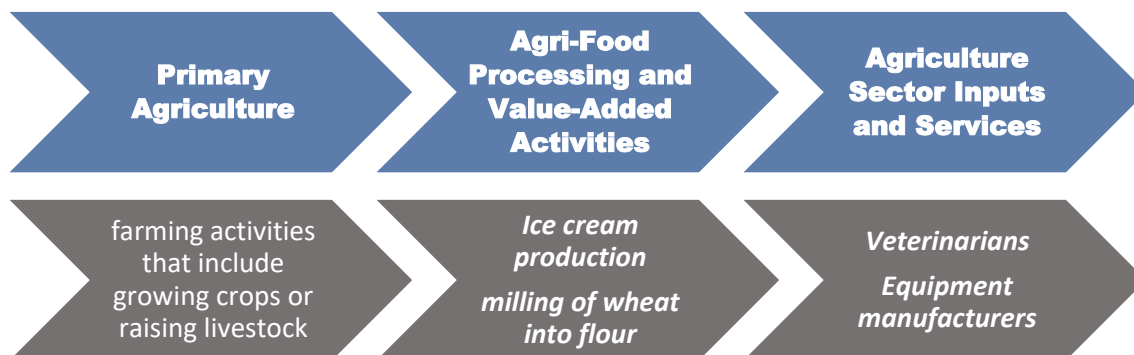 Primary
Agriculture
Agri-Food
Processing and
Value-Added
Activities
Agriculture
Sector Inputs
and Services
farming activities
that include
growing crops or
raising livestock
Ice cream
production
milling of wheat
into flour
Veterinarians
Equipment
manufacturers